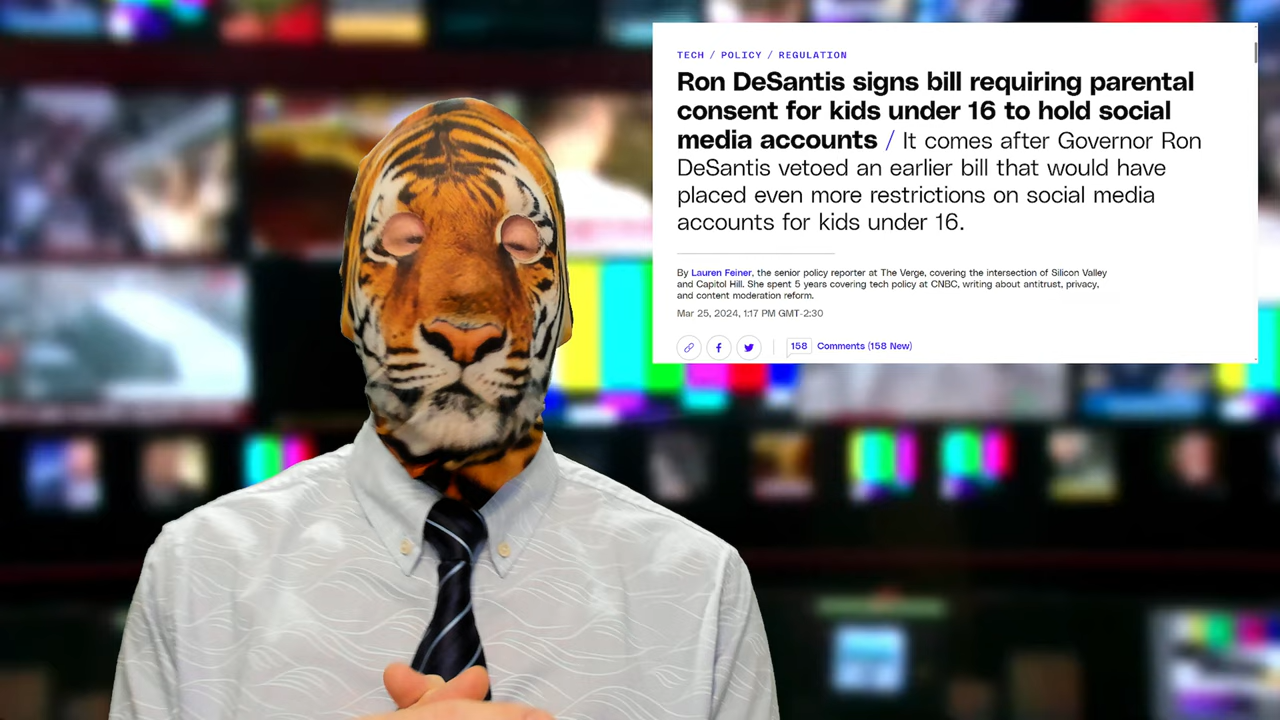 TECH / POLICY / REGULATION
Ron DeSantis signs bill requiring parental
consent for kids under 16 to hold social
media accounts / It comes after Governor Ron
DeSantis vetoed an earlier bill that would have
placed even more restrictions on social media
accounts for kids under 16.
By Lauren Feiner, the senior policy reporter at The Verge, covering the intersection of Silicon Valley
and Capitol Hill. She spent 5 years covering tech policy at CNBC, writing about antitrust, privacy,
and content moderation reform.
Mar 25, 2024, 1:17 PM GMT-2:30
158 Comments (158 New)